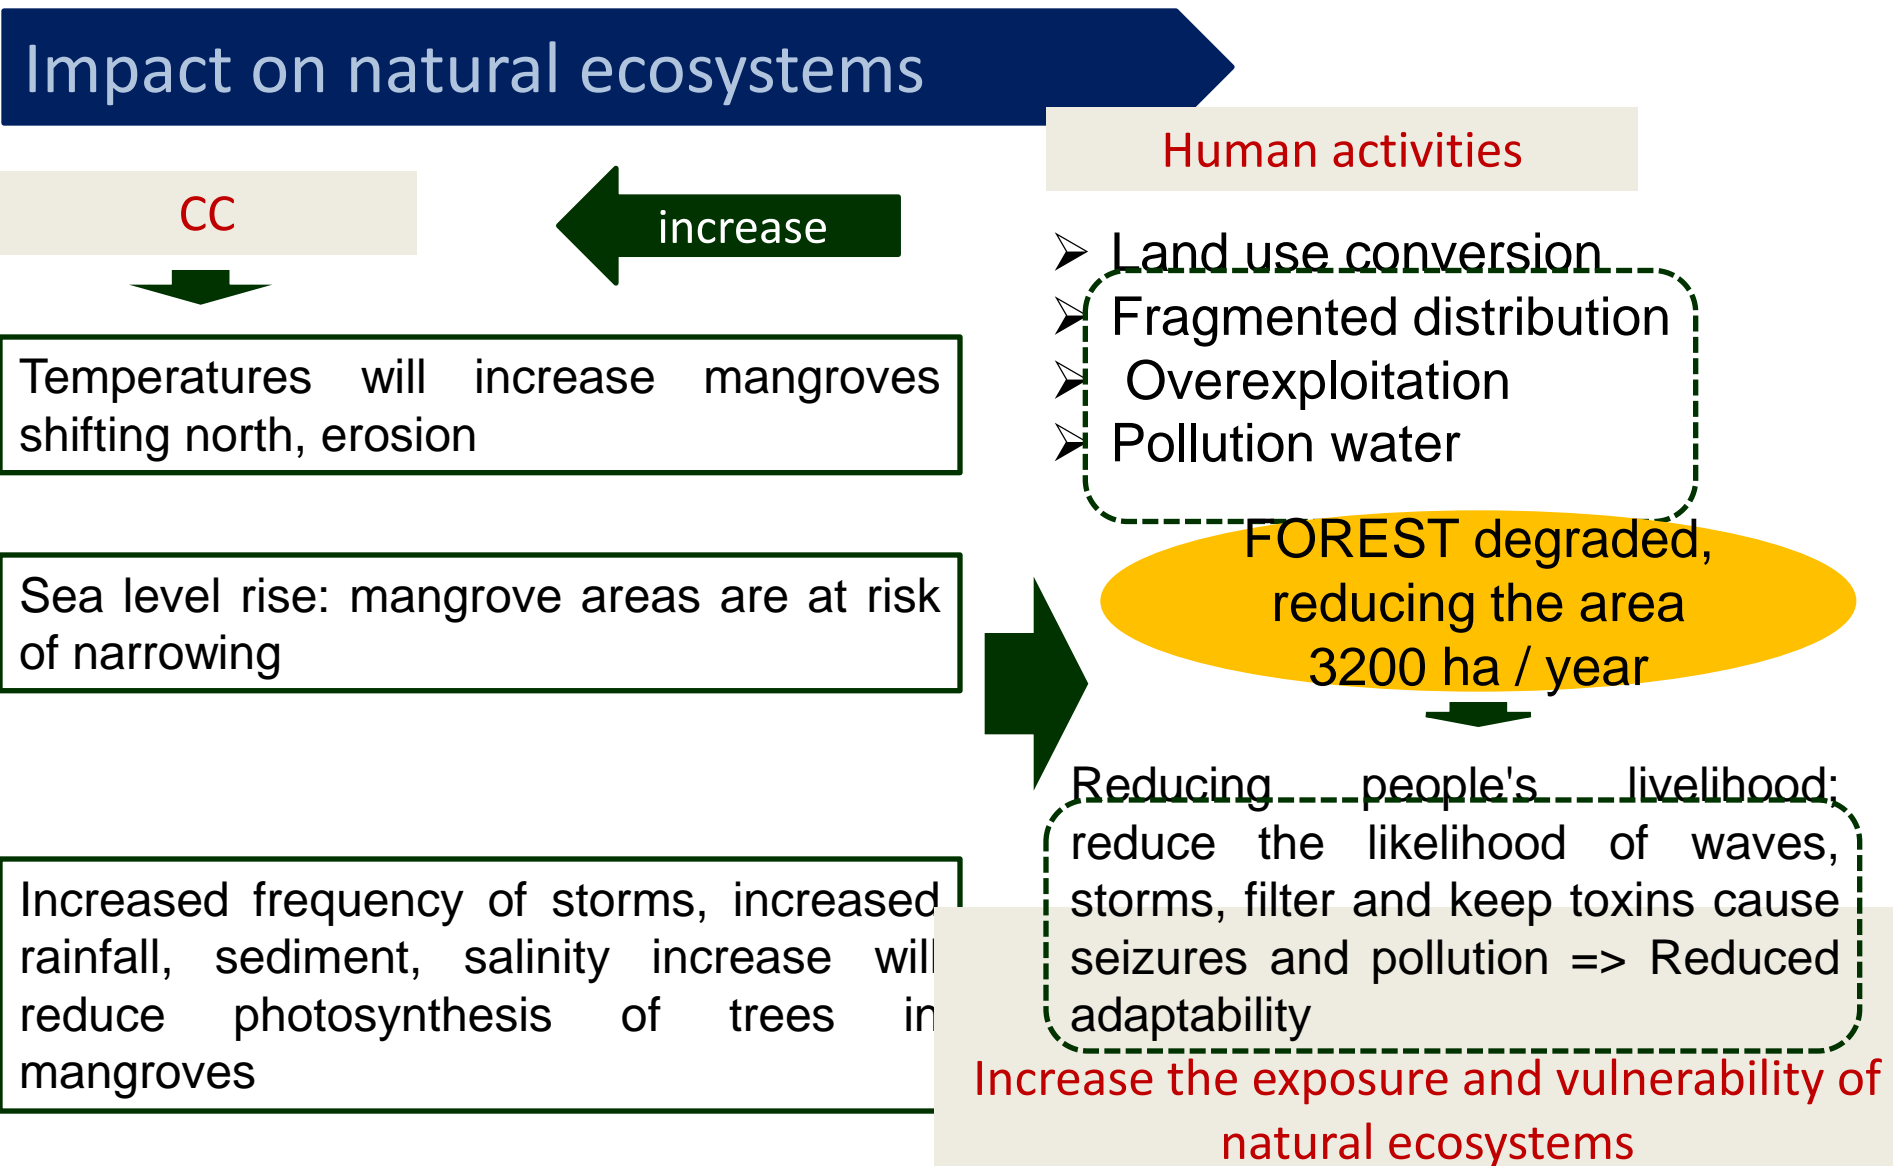 Impact on natural ecosystems
Human activities
CC
increase
Land use conversion
Fragmented distribution
Overexploitation
Pollution water
Temperatures will increase mangroves
shifting north, erosion
Sea level rise: mangrove areas are at risk
of narrowing
Increased frequency of storms, increased
rainfall, sediment, salinity increase will
reduce photosynthesis of trees in
mangroves
FOREST degraded,
reducing the area
3200 ha / year
Reducing people's livelihood;
reduce the likelihood of waves,
storms, filter and keep toxins cause
seizures and pollution => Reduced
adaptability
Increase the exposure and vulnerability of
natural ecosystems